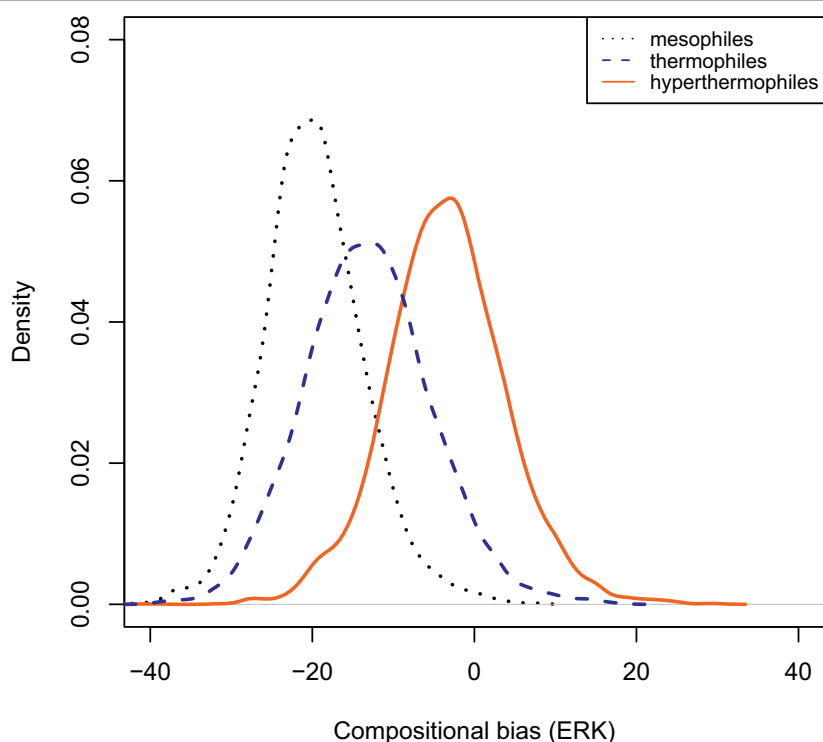 0.08
0.06
0.04
0.02
0.00
Density
mesophiles
thermophiles
hyperthermophiles
−40
−20
0
20
40
Compositional bias (ERK)